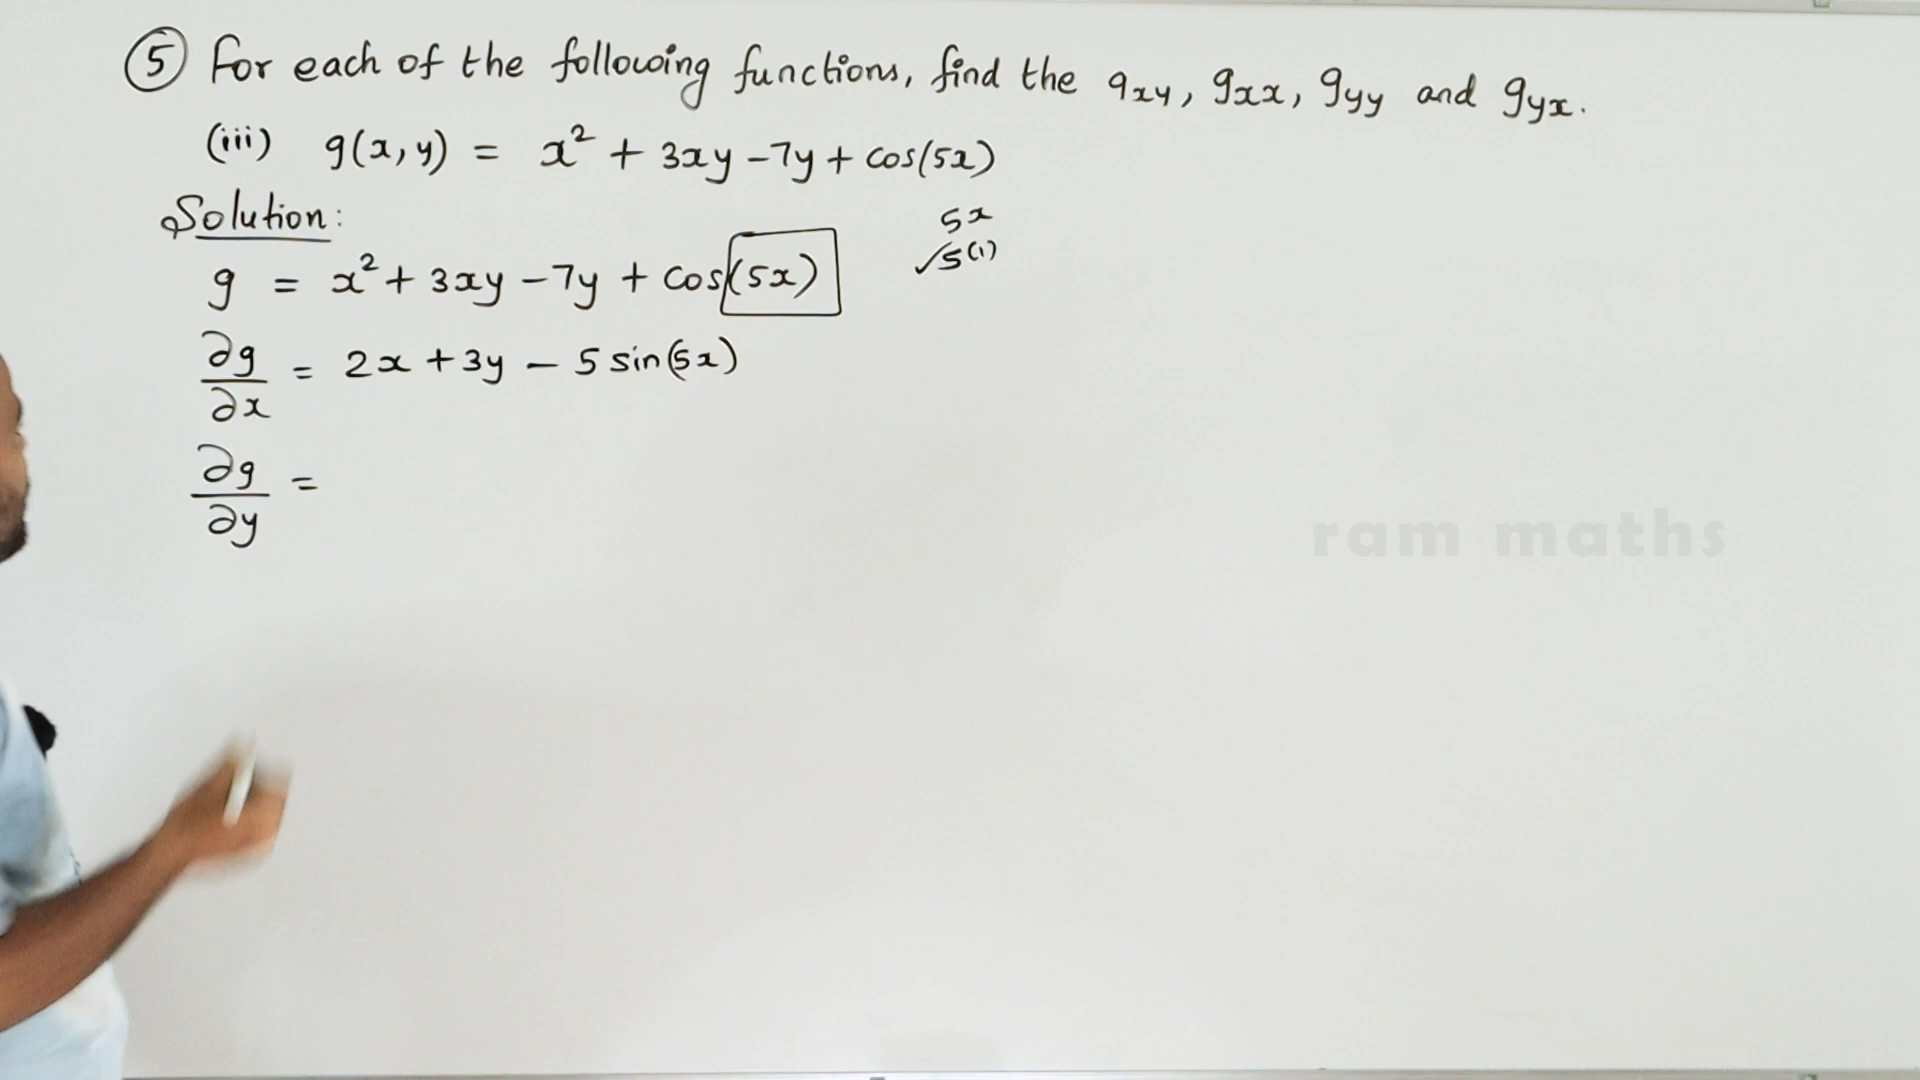 ⑤ For each of the following functions, find the gxy, gxx, gyy and gyx.
(iii) g(x,y) = x² + 3xy - 7y + cos(5x)
Solution:
5x
✓5(1)
g = x² + 3xy - 7y + cos(5x)
∂g/∂x = 2x + 3y - 5 sin(5x)
∂g/∂y =
ram maths